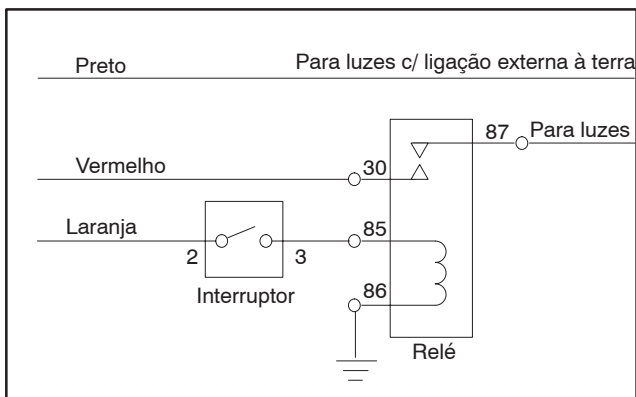 Preto
Para luzes c/ ligação externa à terra
87
Para luzes
Vermelho
30
Laranja
85
2
3
Interruptor
86
Relé